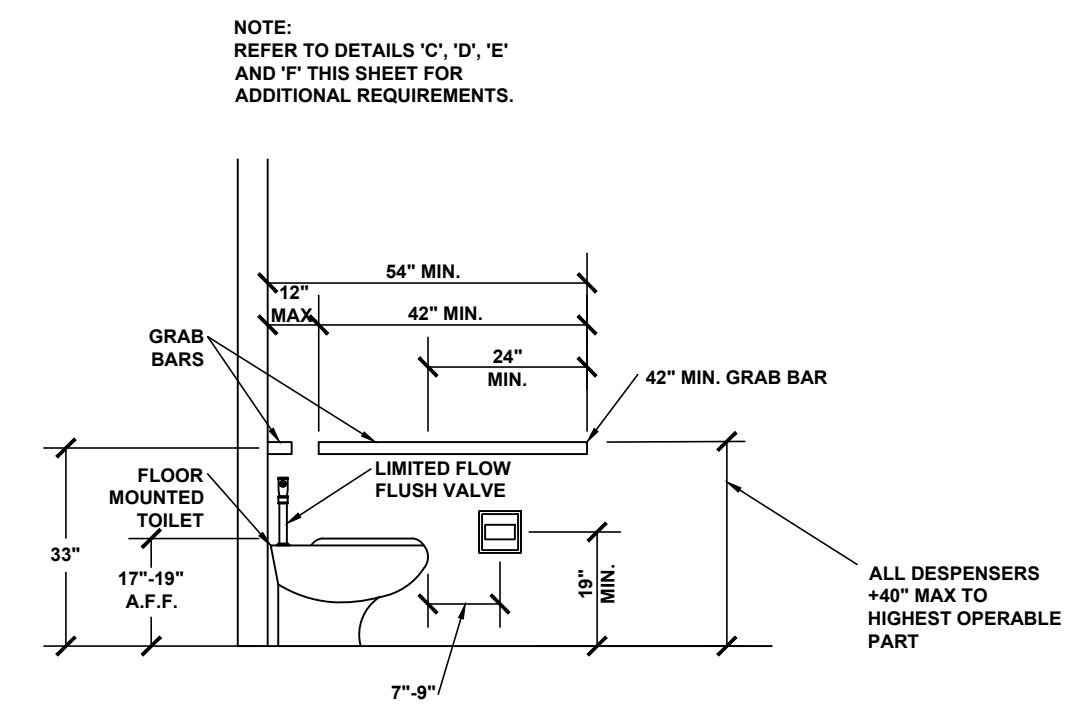 NOTE:
REFER TO DETAILS 'C', 'D', 'E'
AND 'F' THIS SHEET FOR
ADDITIONAL REQUIREMENTS.
54" MIN.
12"
MAX
42" MIN.
GRAB
BARS
24"
MIN.
42" MIN. GRAB BAR
LIMITED FLOW
FLUSH VALVE
FLOOR
MOUNTED
TOILET
33"
17"-19"
A.F.F.
19"
MIN.
ALL DESPENSERS
+40" MAX TO
HIGHEST OPERABLE
PART
7"-9"